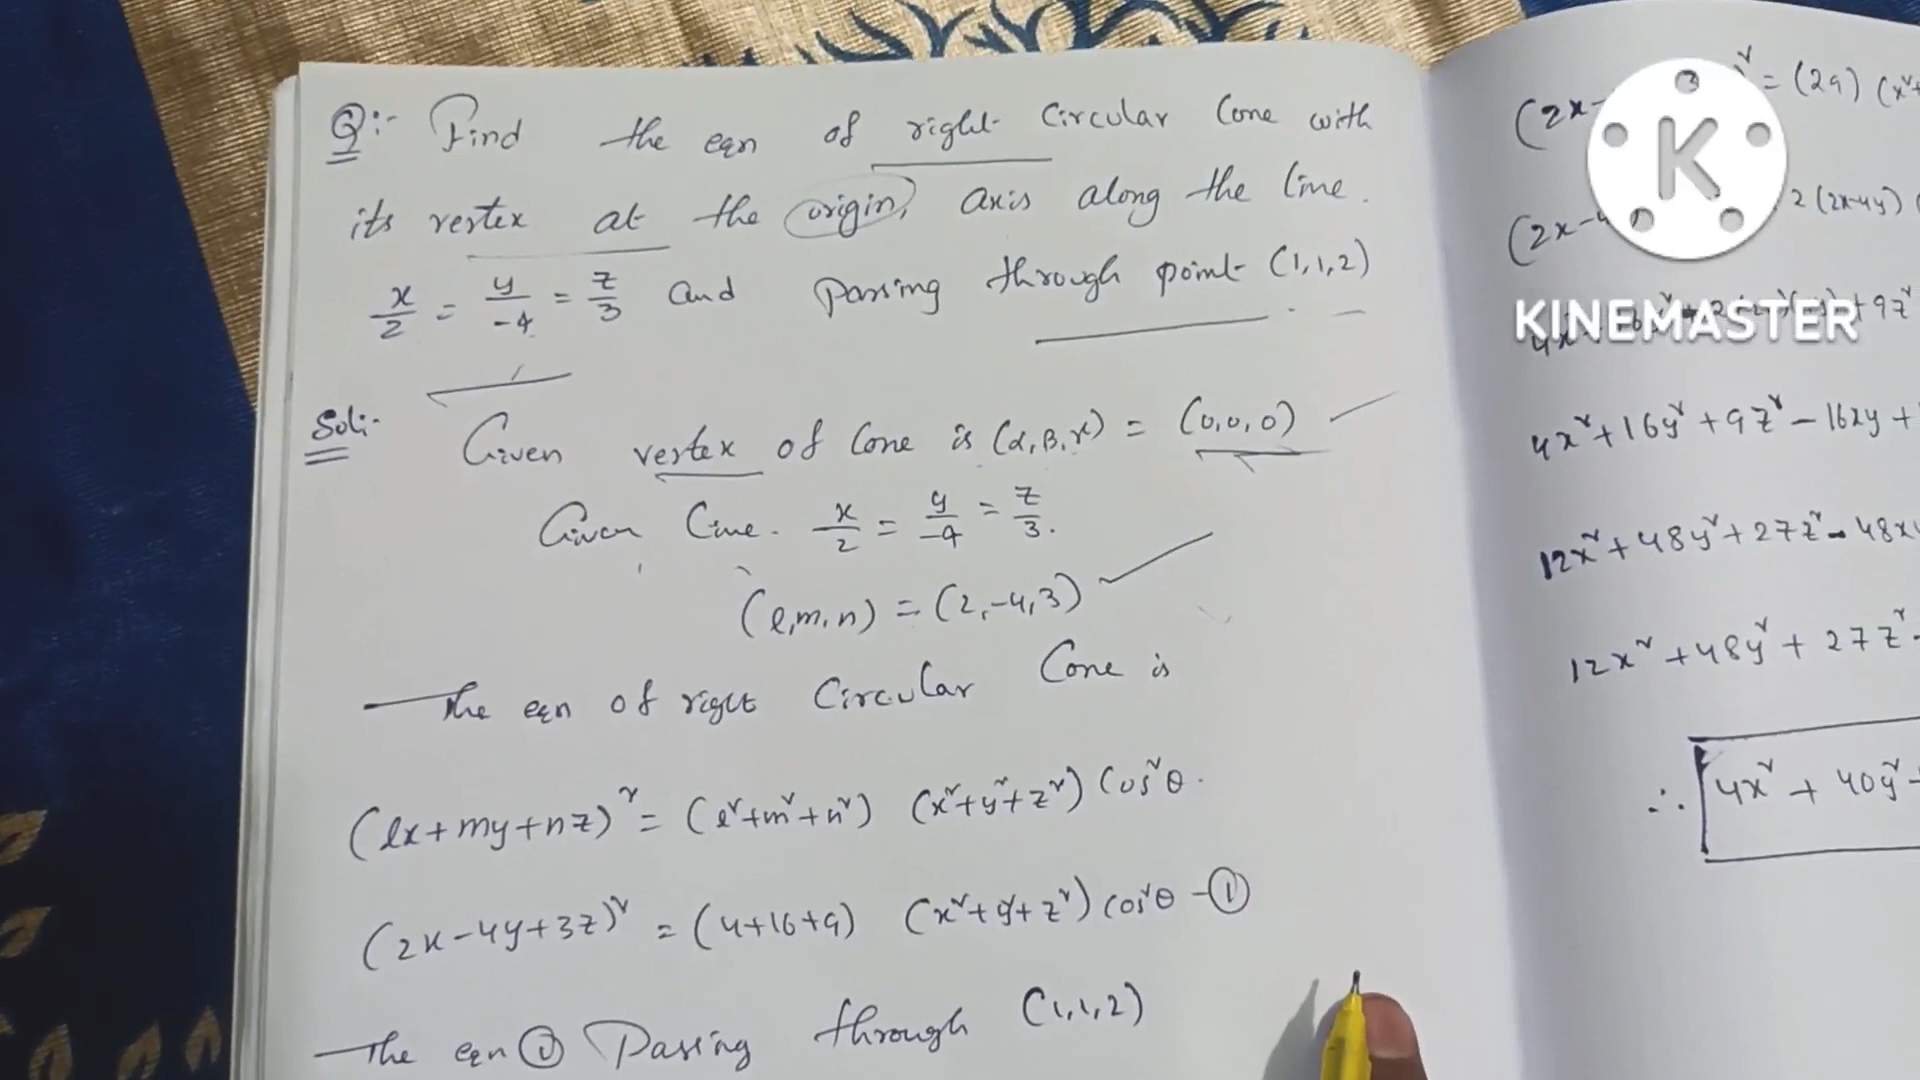 Q:- Find the eqn of right circular Cone with
its vertex at the origin, axis along the line.
x/2 = y/-4 = z/3 and passing through point (1,1,2)
Sol:- Given vertex of Cone is (α,β,γ) = (0,0,0)
Given line. x/2 = y/-4 = z/3.
(l,m,n) = (2,-4,3)
The eqn of right Circular Cone is
(lx+my+nz)² = (l²+m²+n²) (x²+y²+z²) Cos²θ.
(2x-4y+3z)² = (4+16+9) (x²+y²+z²) cos²θ -①
The eqn ① Passing through (1,1,2)
(2x- = (29) (x²+
(2x-4 2(2x-4y)
K
KINEMASTER
+9z²
4x²+16y²+9z²-16xy+
12x²+48y²+27z²-48x
12x²+48y²+27z²-
∴ 4x²+40y²+